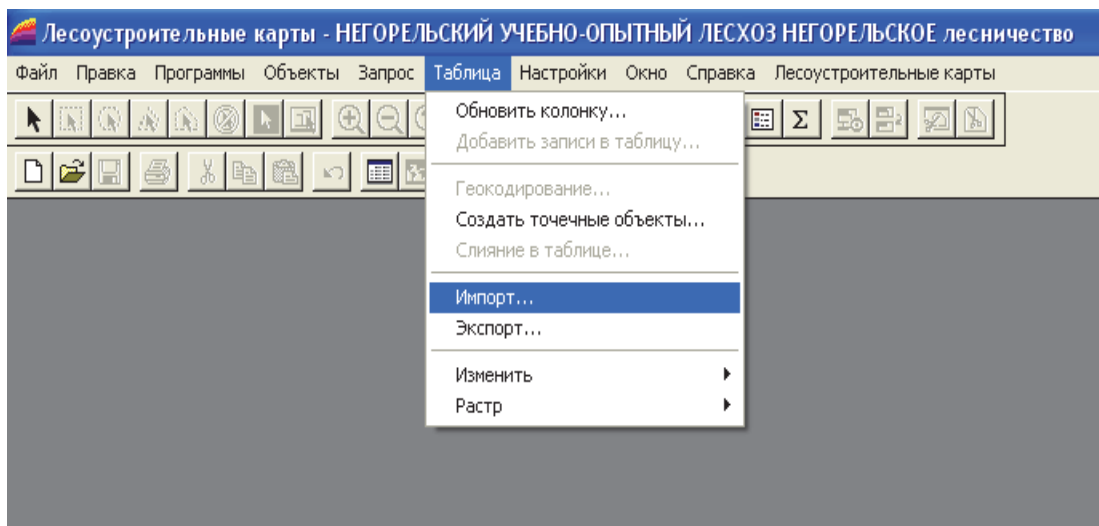 Лесоустроительные карты - НЕГОРЕЛЬСКИЙ УЧЕБНО-ОПЫТНЫЙ ЛЕСХОЗ НЕГОРЕЛЬСКОЕ лесничество
Файл Правка Программы Объекты Запрос Таблица Настройки Окно Справка Лесоустроительные карты
Обновить колонку...
Добавить записи в таблицу...
Геокодирование...
Создать точечные объекты...
Слияние в таблице...
Импорт...
Экспорт...
Изменить
Растр